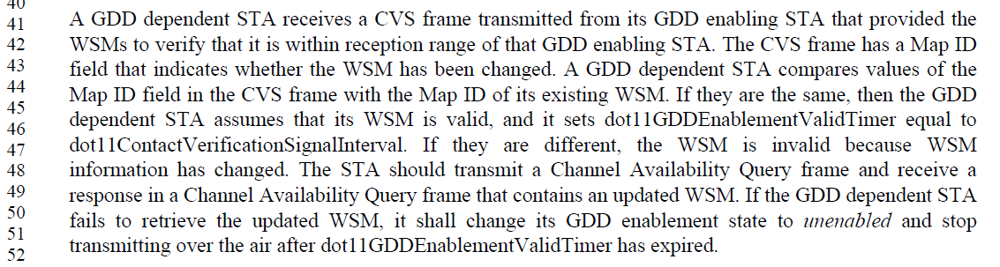 40
41 A GDD dependent STA receives a CVS frame transmitted from its GDD enabling STA that provided the
42 WSMs to verify that it is within reception range of that GDD enabling STA. The CVS frame has a Map ID
43 field that indicates whether the WSM has been changed. A GDD dependent STA compares values of the
44 Map ID field in the CVS frame with the Map ID of its existing WSM. If they are the same, then the GDD
45 dependent STA assumes that its WSM is valid, and it sets dot11GDDEnablementValidTimer equal to
46 dot11ContactVerificationSignalInterval. If they are different, the WSM is invalid because WSM
47 information has changed. The STA should transmit a Channel Availability Query frame and receive a
48 response in a Channel Availability Query frame that contains an updated WSM. If the GDD dependent STA
49 fails to retrieve the updated WSM, it shall change its GDD enablement state to unenabled and stop
50 transmitting over the air after dot11GDDEnablementValidTimer has expired.
51
52